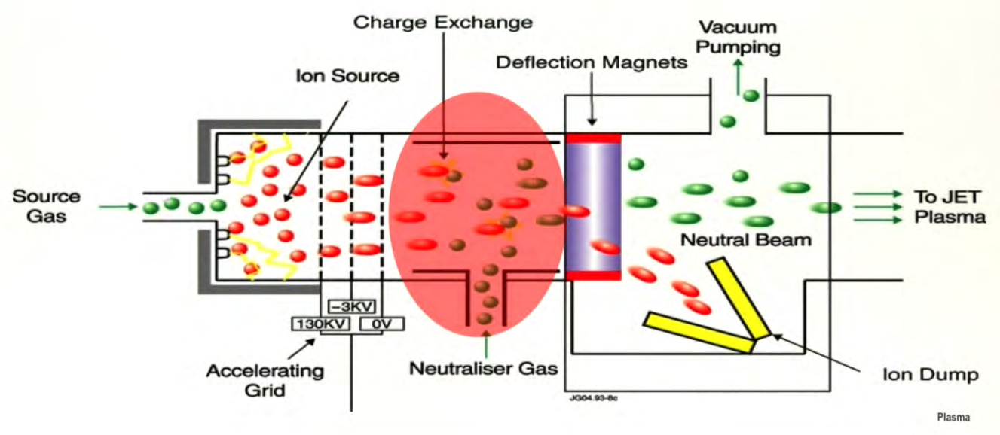 Charge Exchange
Vacuum
Pumping
Deflection Magnets
Ion Source
Source
Gas
To JET
Plasma
Neutral Beam
−3KV
130KV
0V
Accelerating
Grid
Neutraliser Gas
Ion Dump
JG04.93-8c
Plasma